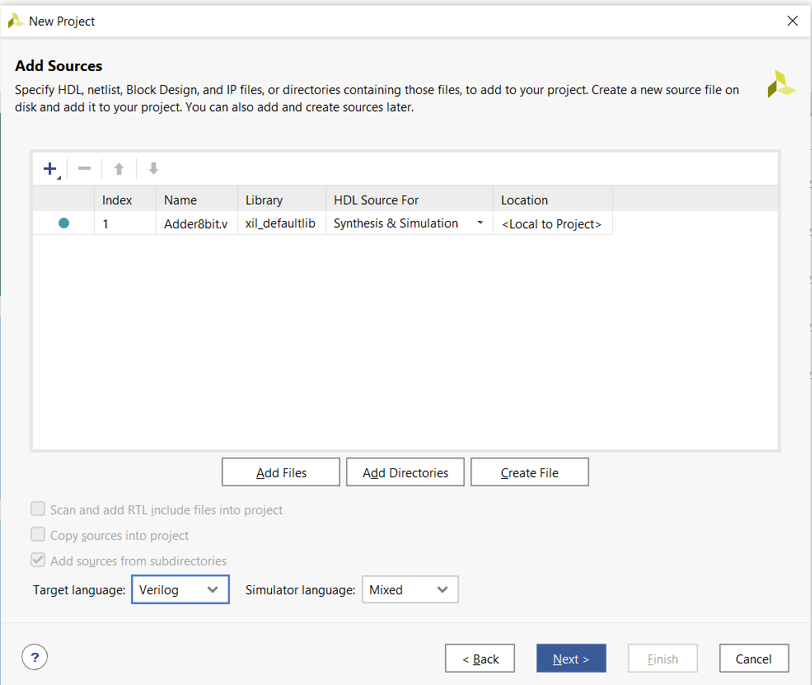 New Project
Add Sources
Specify HDL, netlist, Block Design, and IP files, or directories containing those files, to add to your project. Create a new source file on
disk and add it to your project. You can also add and create sources later.
Index Name Library HDL Source For Location
1 Adder8bit.v xil_defaultlib Synthesis & Simulation <Local to Project>
Add Files Add Directories Create File
Scan and add RTL include files into project
Copy sources into project
Add sources from subdirectories
Target language: Verilog Simulator language: Mixed
? < Back Next > Finish Cancel